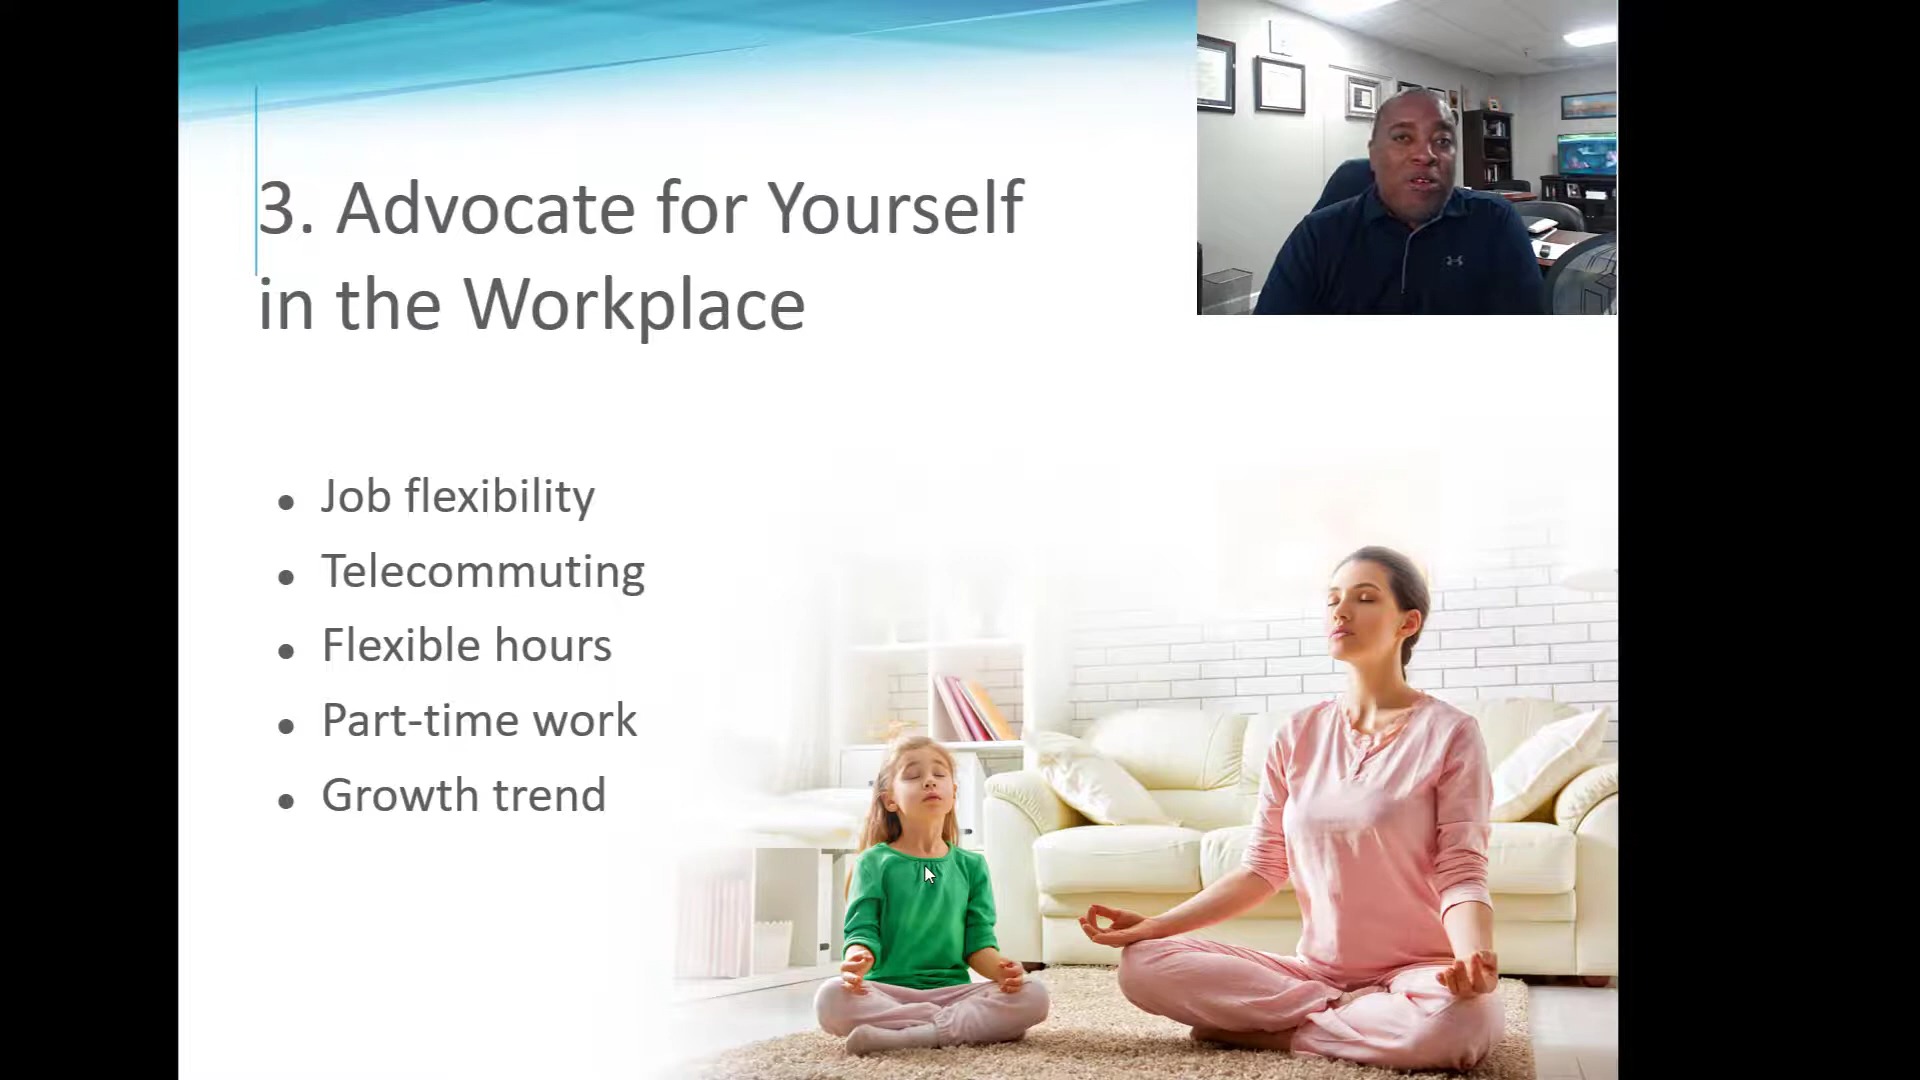 3. Advocate for Yourself
in the Workplace
• Job flexibility
• Telecommuting
• Flexible hours
• Part-time work
• Growth trend